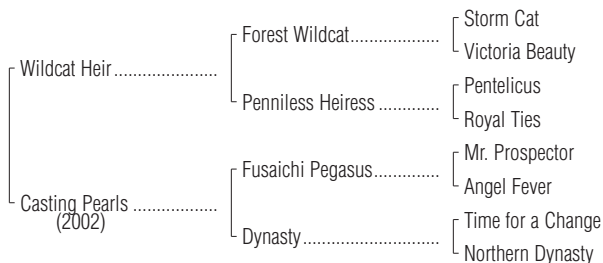 Storm Cat
Forest Wildcat....................
Victoria Beauty
Wildcat Heir.......................
Pentelicus
Penniless Heiress ..............
Royal Ties
Mr. Prospector
Fusaichi Pegasus...............
Angel Fever
Casting Pearls ...................
(2002)
Time for a Change
Dynasty..............................
Northern Dynasty